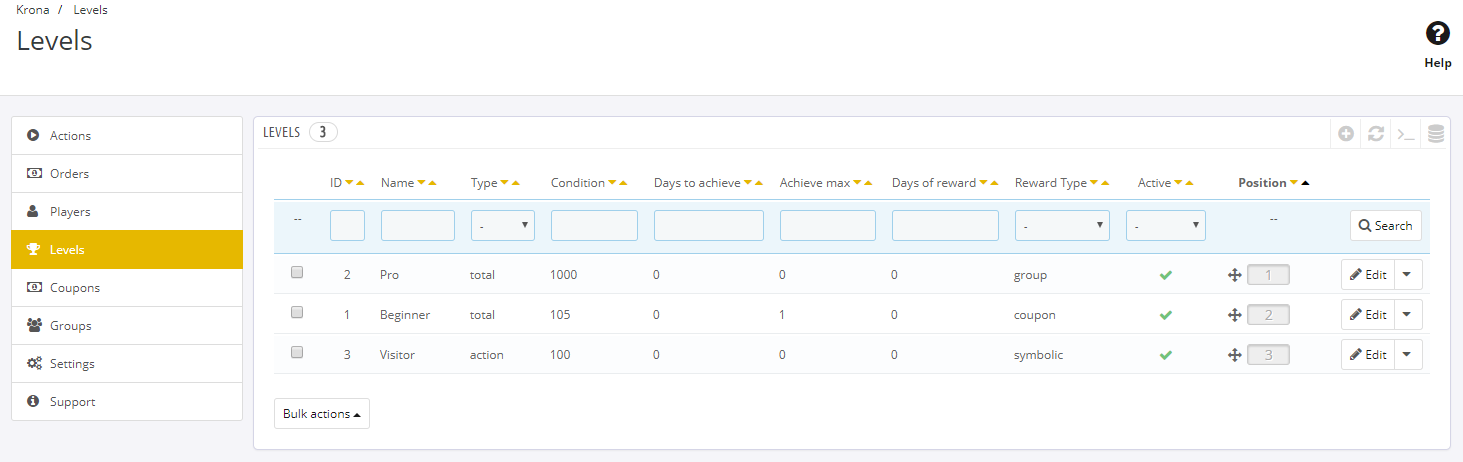 Krona / Levels
Levels
Help
Actions
Orders
Players
Levels
Coupons
Groups
Settings
Support
LEVELS 3
ID Name Type Condition Days to achieve Achieve max Days of reward Reward Type Active Position
-- - - - -- Search
2 Pro total 1000 0 0 0 group 1 Edit
1 Beginner total 105 0 1 0 coupon 2 Edit
3 Visitor action 100 0 0 0 symbolic 3 Edit
Bulk actions